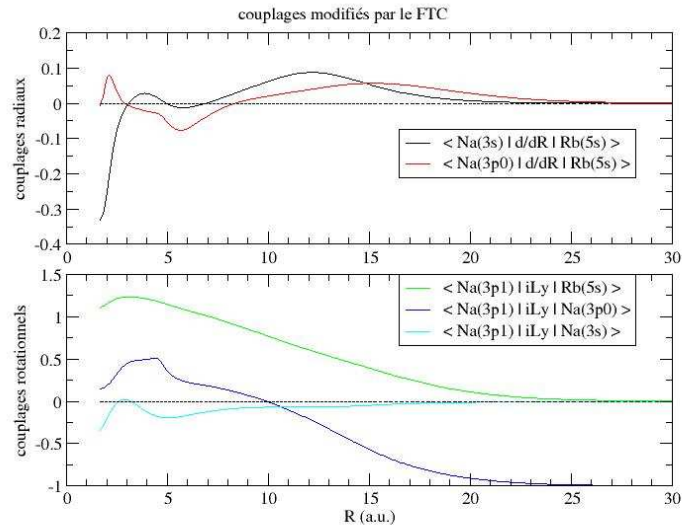 couplages modifiés par le FTC
0.2
0.1
0
-0.1
-0.2
-0.3
-0.4
couplages radiaux
< Na(3s) | d/dR | Rb(5s) >
< Na(3p0) | d/dR | Rb(5s) >
0 5 10 15 20 25 30
1.5
1
0.5
0
-0.5
-1
couplages rotationnels
< Na(3p1) | iLy | Rb(5s) >
< Na(3p1) | iLy | Na(3p0) >
< Na(3p1) | iLy | Na(3s) >
0 5 10 15 20 25 30
R (a.u.)